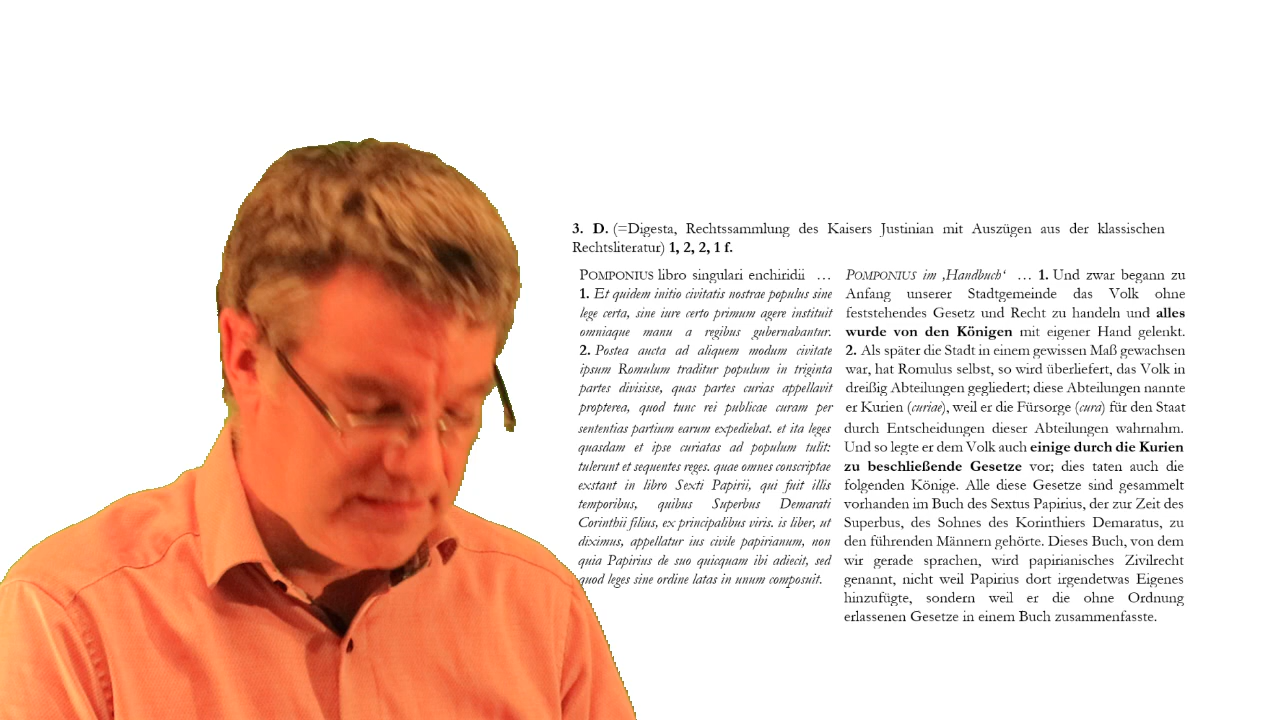 3. D. (=Digesta, Rechtssammlung des Kaisers Justinian mit Auszügen aus der klassischen
Rechtsliteratur) 1, 2, 2, 1 f.
POMPONIUS libro singulari enchiridii …
1. Et quidem initio civitatis nostrae populus sine
lege certa, sine iure certo primum agere instituit
omniaque manu a regibus gubernabantur.
2. Postea aucta ad aliquem modum civitate
ipsum Romulum traditur populum in triginta
partes divisisse, quas partes curias appellavit
propterea, quod tunc rei publicae curam per
sententias partium earum expediebat. et ita leges
quasdam et ipse curiatas ad populum tulit:
tulerunt et sequentes reges. quae omnes conscriptae
exstant in libro Sexti Papirii, qui fuit illis
temporibus, quibus Superbus Demarati
Corinthii filius, ex principalibus viris. is liber, ut
diximus, appellatur ius civile papirianum, non
quia Papirius de suo quicquam ibi adiecit, sed
quod leges sine ordine latas in unum composuit.
POMPONIUS im ‚Handbuch‘ … 1. Und zwar begann zu
Anfang unserer Stadtgemeinde das Volk ohne
feststehendes Gesetz und Recht zu handeln und alles
wurde von den Königen mit eigener Hand gelenkt.
2. Als später die Stadt in einem gewissen Maß gewachsen
war, hat Romulus selbst, so wird überliefert, das Volk in
dreißig Abteilungen gegliedert; diese Abteilungen nannte
er Kurien (curiae), weil er die Fürsorge (cura) für den Staat
durch Entscheidungen dieser Abteilungen wahrnahm.
Und so legte er dem Volk auch einige durch die Kurien
zu beschließende Gesetze vor; dies taten auch die
folgenden Könige. Alle diese Gesetze sind gesammelt
vorhanden im Buch des Sextus Papirius, der zur Zeit des
Superbus, des Sohnes des Korinthiers Demaratus, zu
den führenden Männern gehörte. Dieses Buch, von dem
wir gerade sprachen, wird papirianisches Zivilrecht
genannt, nicht weil Papirius dort irgendetwas Eigenes
hinzufügte, sondern weil er die ohne Ordnung
erlassenen Gesetze in einem Buch zusammenfasste.